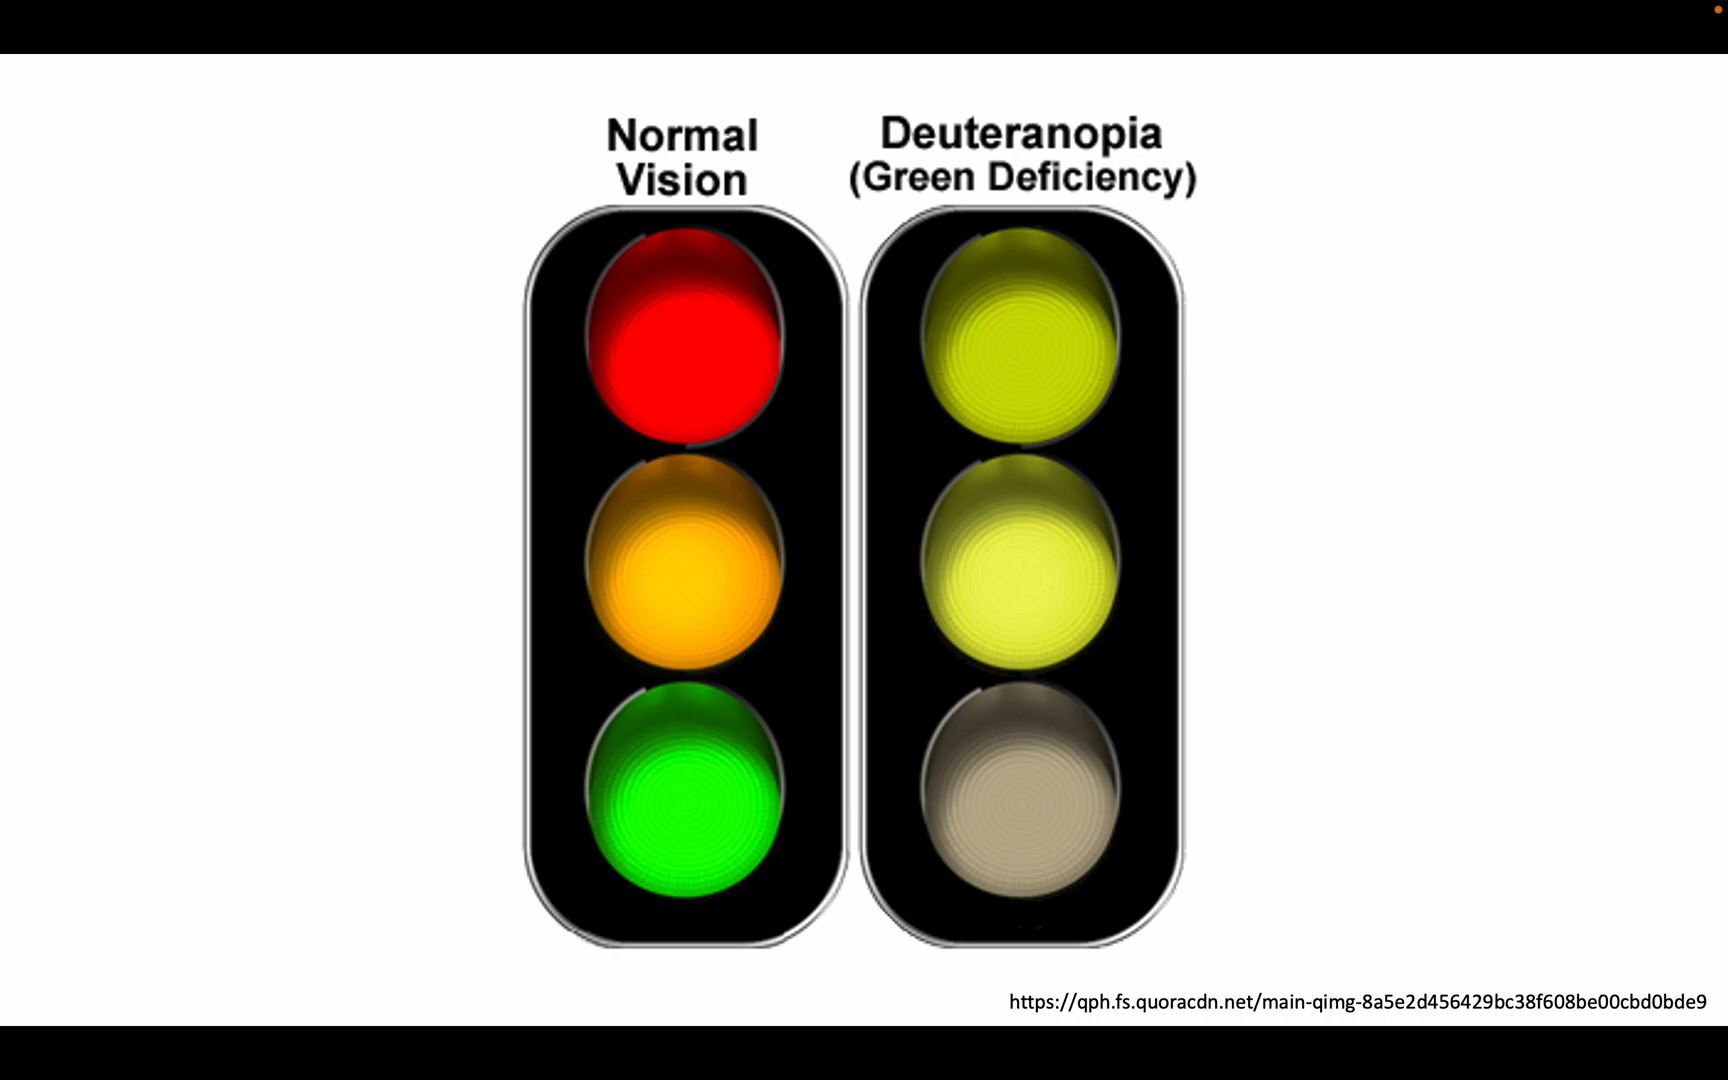 Normal
Vision
Deuteranopia
(Green Deficiency)
https://qph.fs.quoracdn.net/main-qimg-8a5e2d456429bc38f608be00cbd0bde9